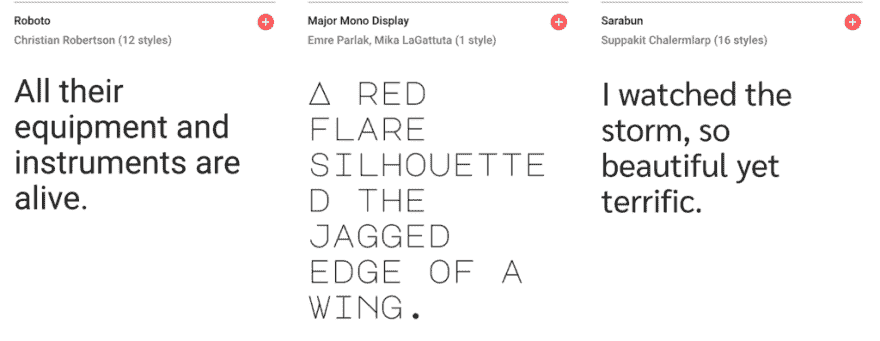 Roboto
Christian Robertson (12 styles)
All their
equipment and
instruments are
alive.
Major Mono Display
Emre Parlak, Mika LaGattuta (1 style)
A RED
FLARE
SILHOUETTE
D THE
JAGGED
EDGE OF A
WING.
Sarabun
Suppakit Chalermlarp (16 styles)
I watched the
storm, so
beautiful yet
terrific.